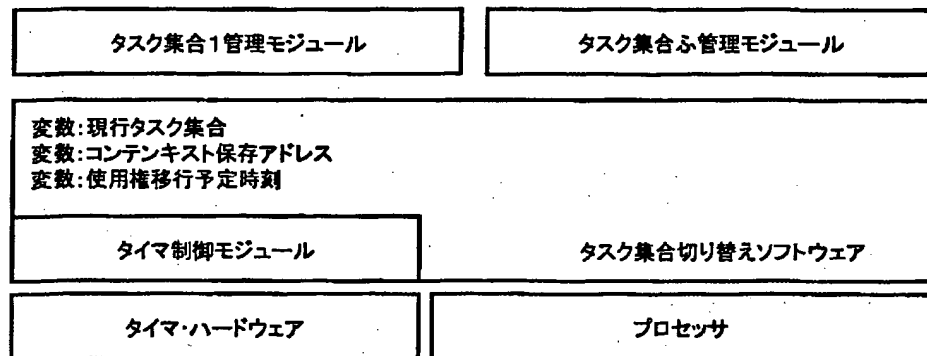 タスク集合1管理モジュール
タスク集合ふ管理モジュール
変数:現行タスク集合
変数:コンテンキスト保存アドレス
変数:使用権移行予定時刻
タイマ制御モジュール
タスク集合切り替えソフトウェア
タイマ・ハードウェア
プロセッサ